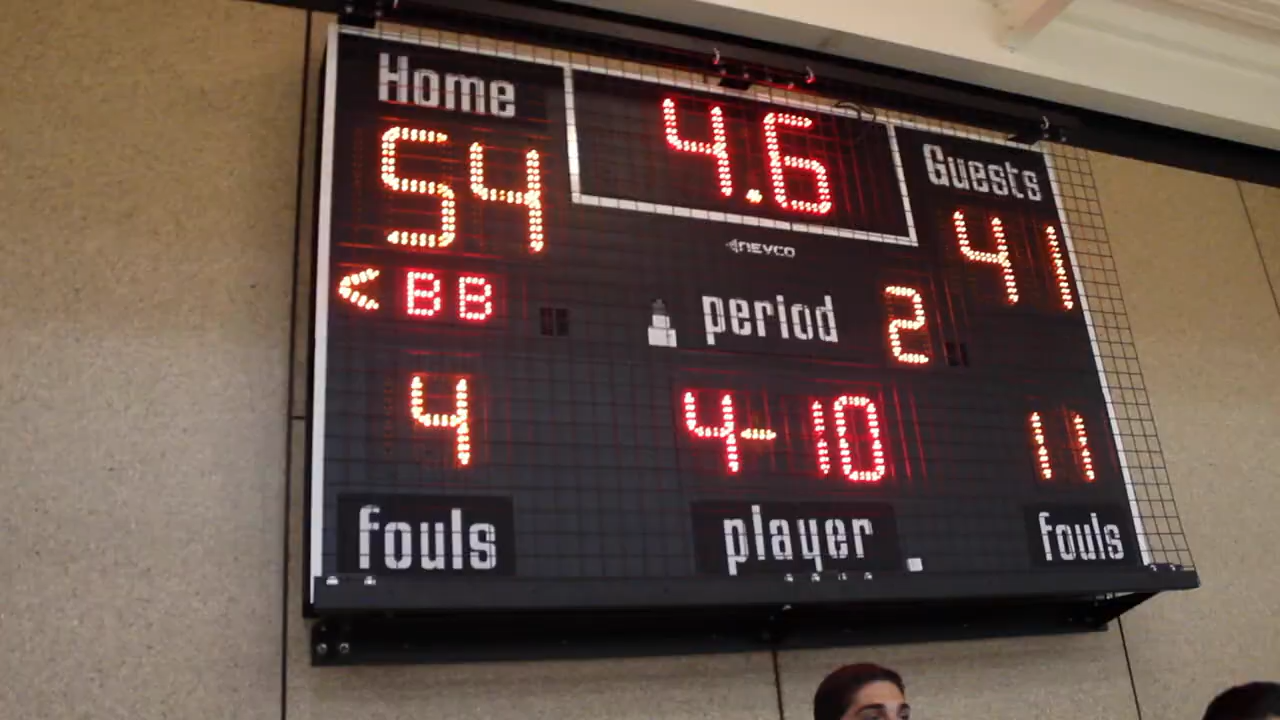 Home
54
4.6
Guests
41
NEVCO
<BB
period
2
4
4-10
11
fouls
player
fouls